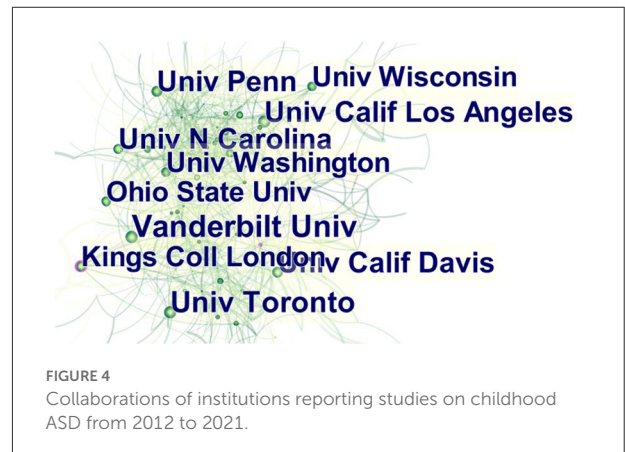 Univ Penn Univ Wisconsin
Univ Calif Los Angeles
Univ N Carolina
Univ Washington
Ohio State Univ
Vanderbilt Univ
Kings Coll London Univ Calif Davis
Univ Toronto
FIGURE 4
Collaborations of institutions reporting studies on childhood
ASD from 2012 to 2021.